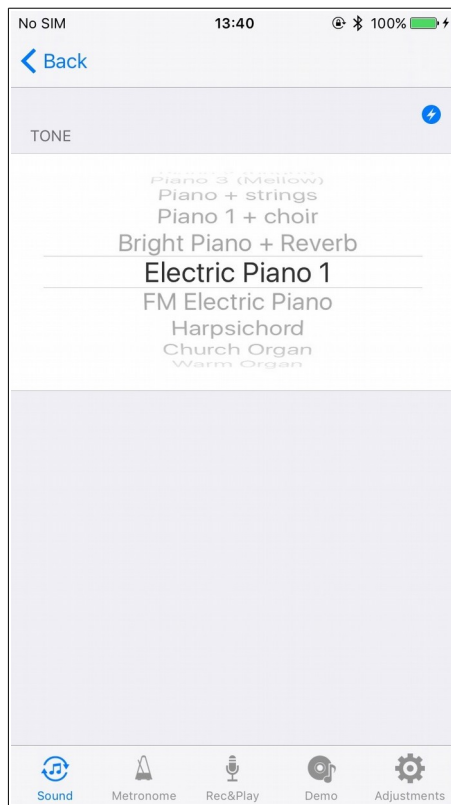 No SIM 13:40 100%
Back
TONE
Piano 3 (Mellow)
Piano + strings
Piano 1 + choir
Bright Piano + Reverb
Electric Piano 1
FM Electric Piano
Harpsichord
Church Organ
Warm Organ
Sound Metronome Rec&Play Demo Adjustments